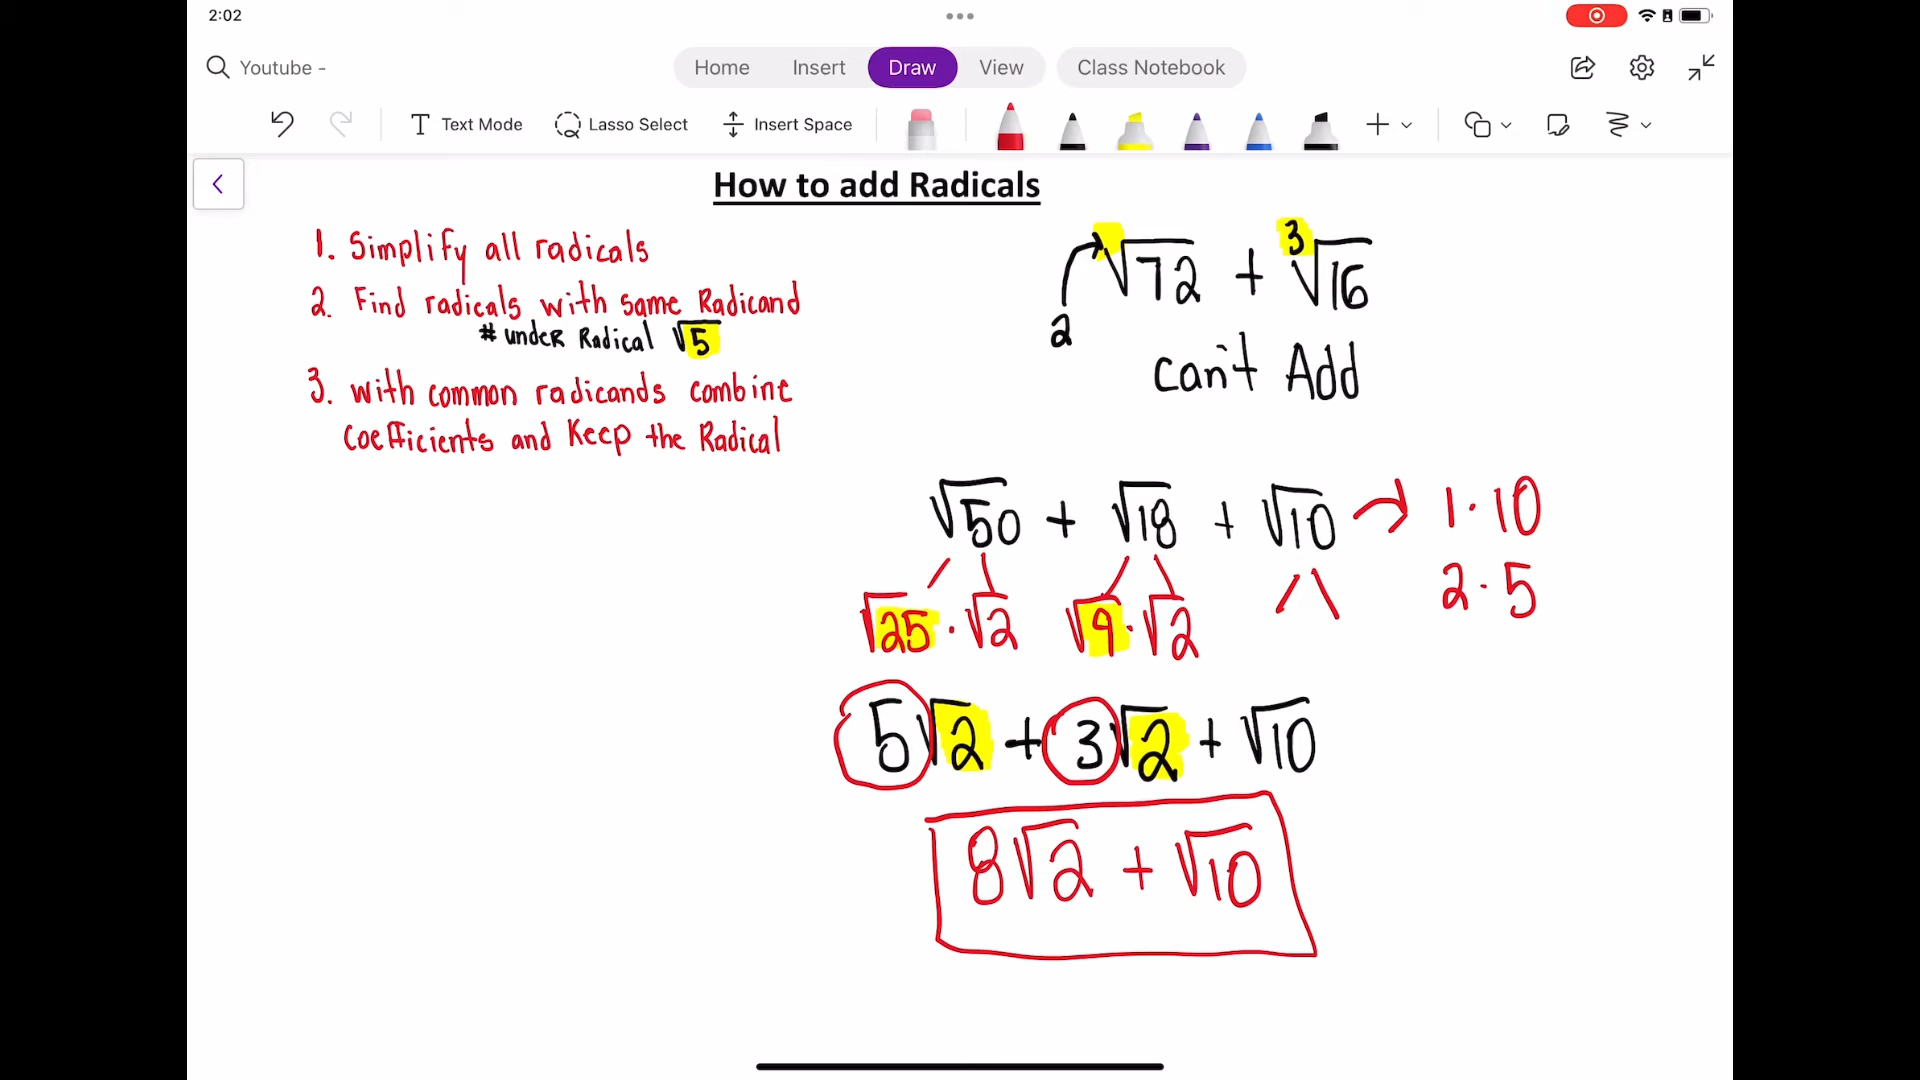 2:02
Youtube -
Home Insert Draw View Class Notebook
Text Mode Lasso Select Insert Space
How to add Radicals
1. Simplify all radicals
2. Find radicals with same Radicand
# under Radical √5
3. with common radicands combine
coefficients and Keep the Radical
√72 + ³√16
2
can't Add
√50 + √18 + √10 → 1·10
2·5
√25 · √2 √9 · √2
5√2 + 3√2 + √10
8√2 + √10